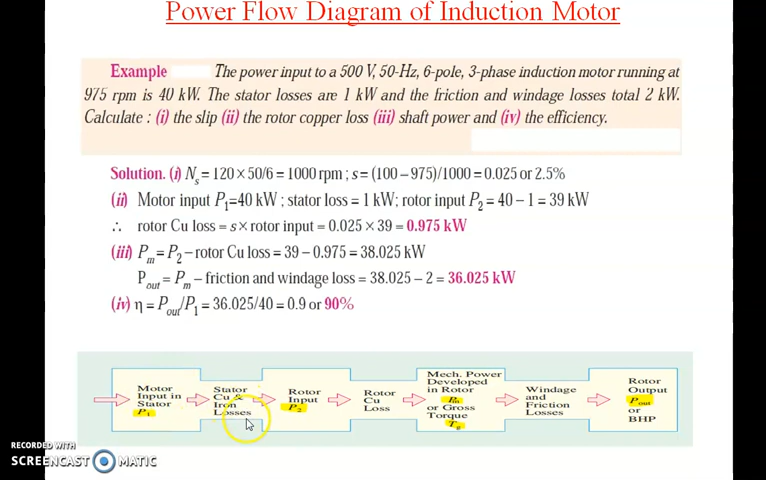 Power Flow Diagram of Induction Motor
Example The power input to a 500 V, 50-Hz, 6-pole, 3-phase induction motor running at
975 rpm is 40 kW. The stator losses are 1 kW and the friction and windage losses total 2 kW.
Calculate : (i) the slip (ii) the rotor copper loss (iii) shaft power and (iv) the efficiency.
Solution. (i) Ns = 120 × 50/6 = 1000 rpm ; s = (100 – 975)/1000 = 0.025 or 2.5%
(ii) Motor input P1=40 kW ; stator loss = 1 kW; rotor input P2 = 40 – 1 = 39 kW
∴ rotor Cu loss = s × rotor input = 0.025 × 39 = 0.975 kW
(iii) Pm = P2 – rotor Cu loss = 39 – 0.975 = 38.025 kW
Pout = Pm – friction and windage loss = 38.025 – 2 = 36.025 kW
(iv) η = Pout/P1 = 36.025/40 = 0.9 or 90%
Motor
Input in
Stator
P1
Stator
Cu &
Iron
Losses
Rotor
Input
P2
Rotor
Cu
Loss
Mech. Power
Developed
in Rotor
Pm
or Gross
Torque
Tg
Windage
and
Friction
Losses
Rotor
Output
Pout
or
BHP
RECORDED WITH
SCREENCAST MATIC